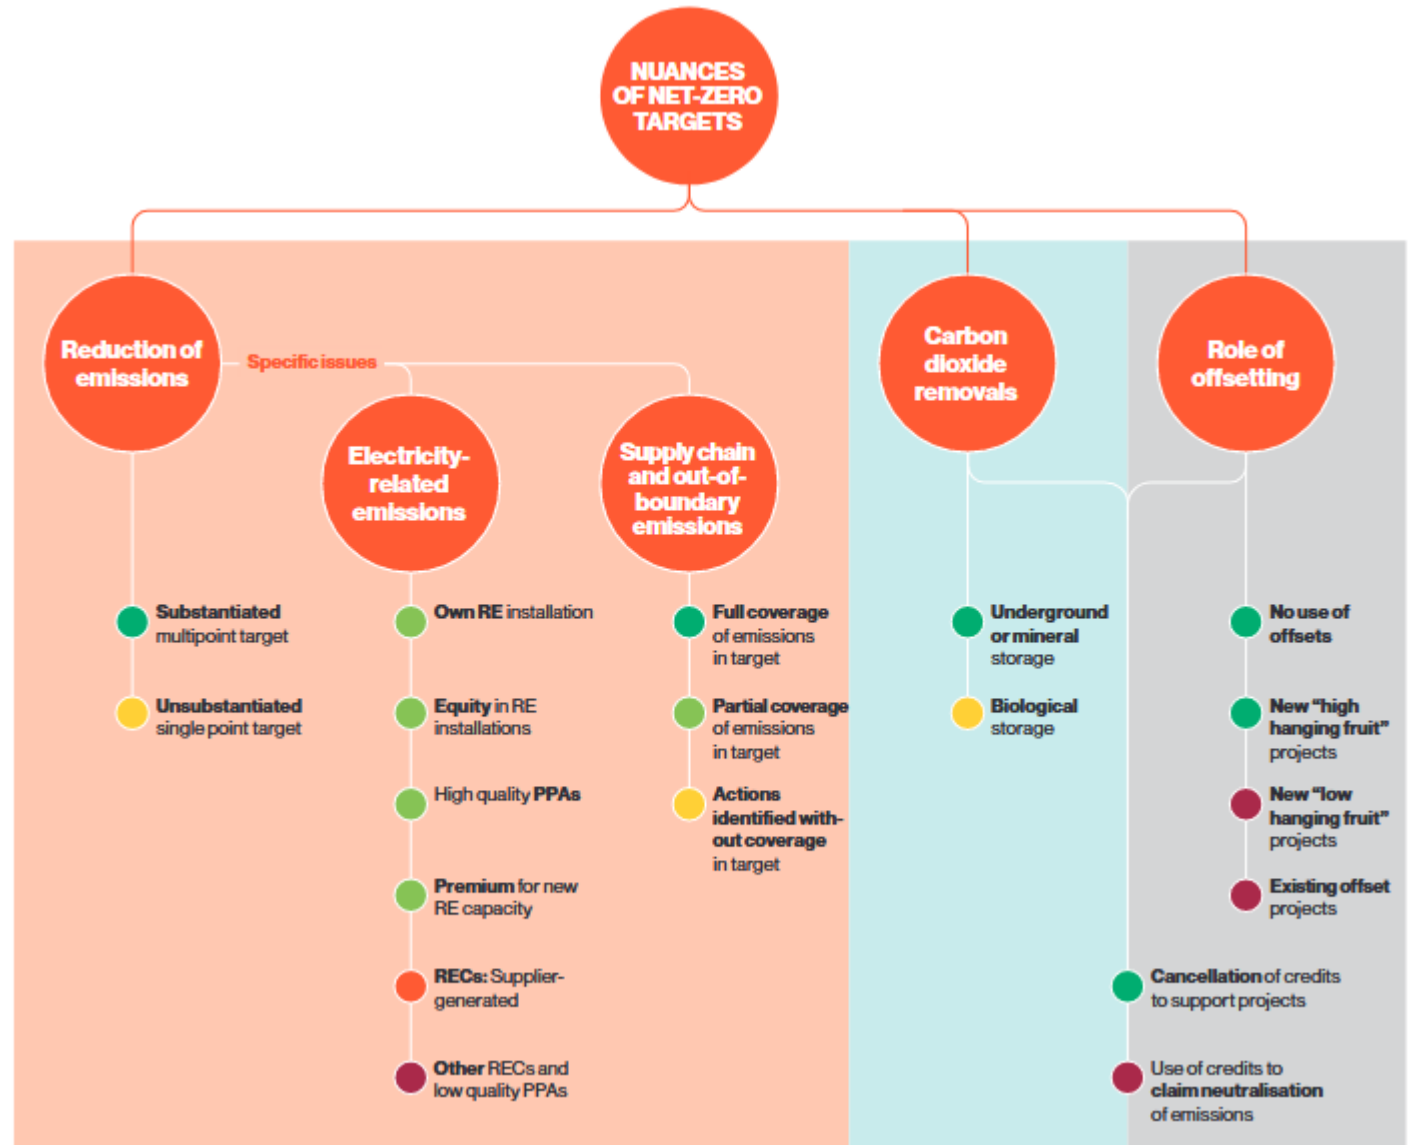 NUANCES
OF NET-ZERO
TARGETS
Reduction of
emissions
Specific issues
Electricity-
related
emissions
Supply chain
and out-of-
boundary
emissions
Carbon
dioxide
removals
Role of
offsetting
Substantiated
multipoint target
Unsubstantiated
single point target
Own RE installation
Equity in RE
installations
High quality PPAs
Premium for new
RE capacity
RECs: Supplier-
generated
Other RECs and
low quality PPAs
Full coverage
of emissions
in target
Partial coverage
of emissions
in target
Actions
identified with-
out coverage
in target
Underground
or mineral
storage
Biological
storage
No use of
offsets
New “high
hanging fruit”
projects
New “low
hanging fruit”
projects
Existing offset
projects
Cancellation of credits
to support projects
Use of credits to
claim neutralisation
of emissions